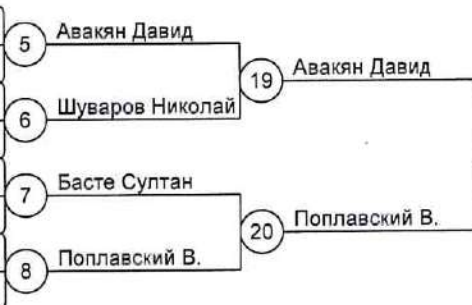 5 Авакян Давид
19 Авакян Давид
6 Шуваров Николай
7 Басте Султан
20 Поплавский В.
8 Поплавский В.